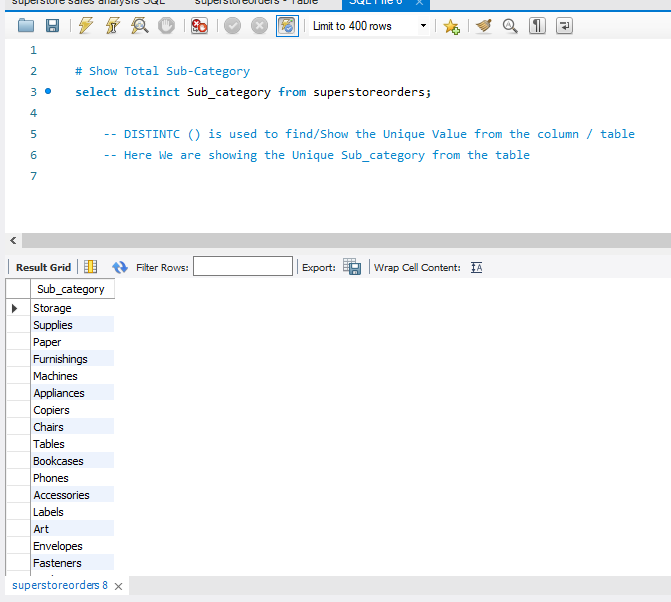 superstore sales analysis SQL superstoreorders - Table SQL File 6
Limit to 400 rows
1
2 # Show Total Sub-Category
3 select distinct Sub_category from superstoreorders;
4
5 -- DISTINTC () is used to find/Show the Unique Value from the column / table
6 -- Here We are showing the Unique Sub_category from the table
7
Result Grid Filter Rows: Export: Wrap Cell Content:
Sub_category
Storage
Supplies
Paper
Furnishings
Machines
Appliances
Copiers
Chairs
Tables
Bookcases
Phones
Accessories
Labels
Art
Envelopes
Fasteners
superstoreorders 8